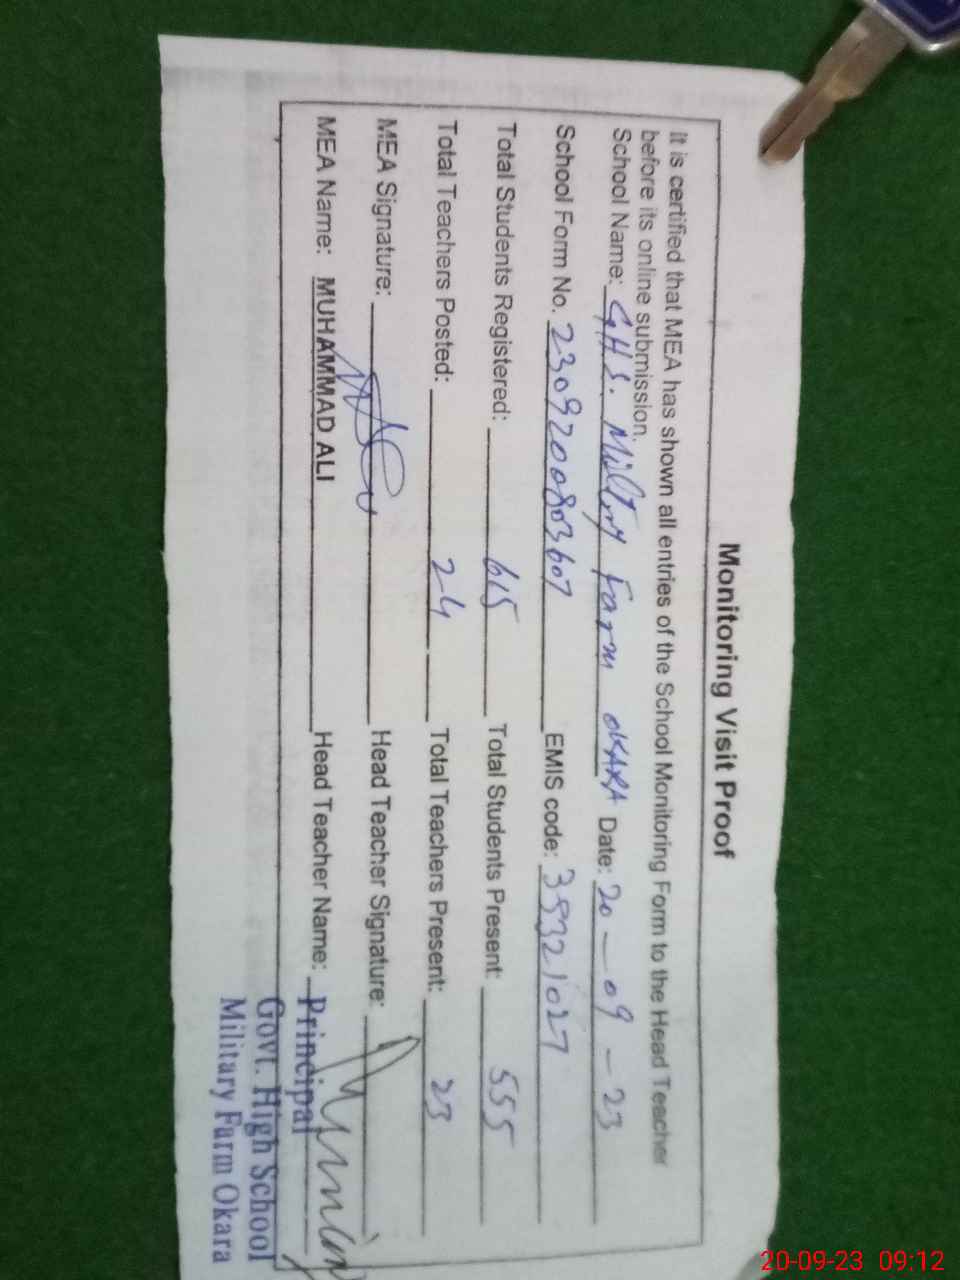 Monitoring Visit Proof
It is certified that MEA has shown all entries of the School Monitoring Form to the Head Teacher
before its online submission.
School Name: GHS. Miltry Farm OKARA Date: 20-09-23
School Form No. 2309200803607 EMIS code: 39321027
Total Students Registered: 615 Total Students Present: 555
Total Teachers Posted: 24 Total Teachers Present: 23
MEA Signature: Head Teacher Signature:
MEA Name: MUHAMMAD ALI Head Teacher Name:
Principal
Govt. High School
Military Farm Okara
20-09-23 09:12